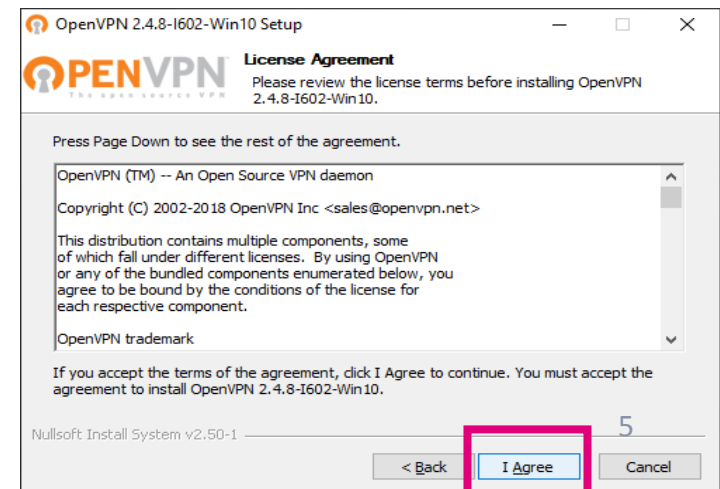 OpenVPN 2.4.8-I602-Win10 Setup
OPENVPN
The open source VPN
License Agreement
Please review the license terms before installing OpenVPN
2.4.8-I602-Win10.
Press Page Down to see the rest of the agreement.
OpenVPN (TM) -- An Open Source VPN daemon
Copyright (C) 2002-2018 OpenVPN Inc <sales@openvpn.net>
This distribution contains multiple components, some
of which fall under different licenses. By using OpenVPN
or any of the bundled components enumerated below, you
agree to be bound by the conditions of the license for
each respective component.
OpenVPN trademark
If you accept the terms of the agreement, click I Agree to continue. You must accept the
agreement to install OpenVPN 2.4.8-I602-Win10.
Nullsoft Install System v2.50-1
5
< Back
I Agree
Cancel